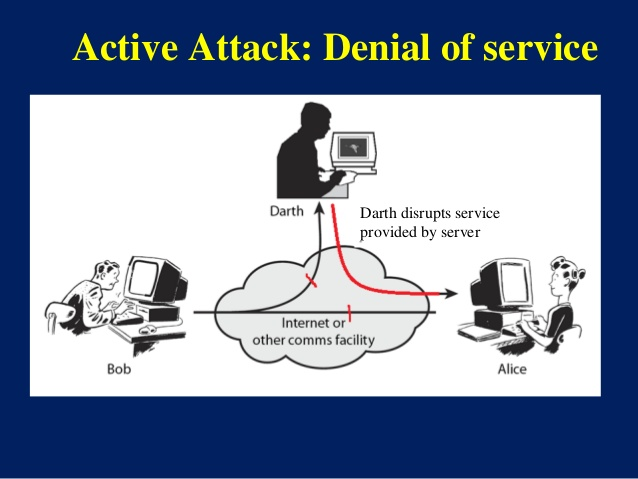 Active Attack: Denial of service
Darth
Darth disrupts service
provided by server
Internet or
other comms facility
Bob
Alice